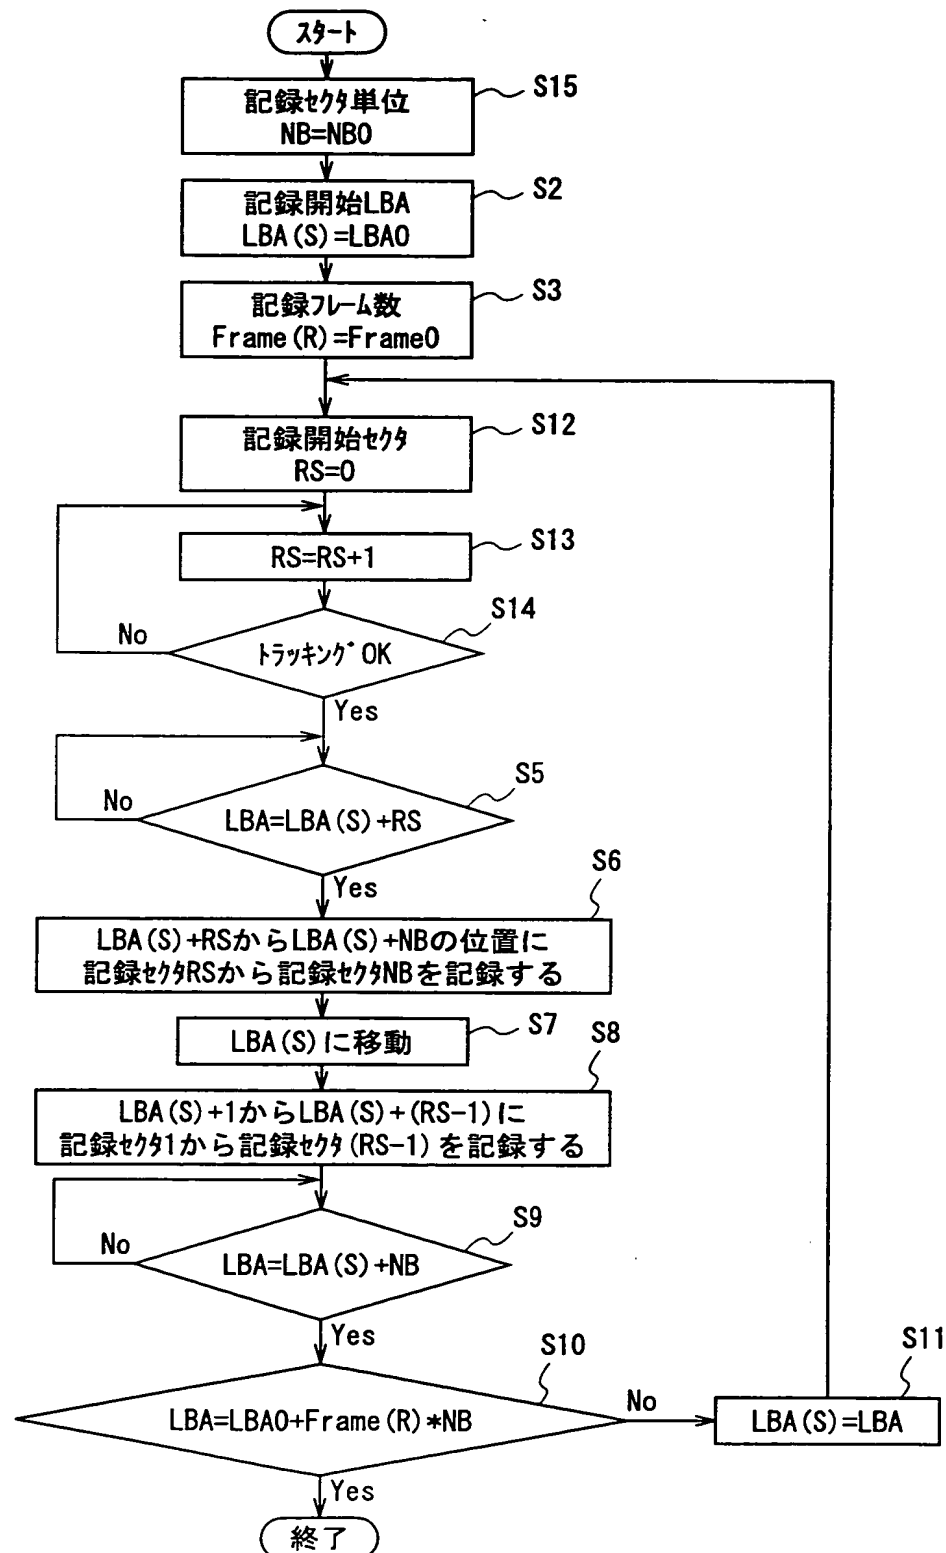 スタート
S15
記録セクタ単位
NB=NB0
S2
記録開始LBA
LBA(S)=LBA0
S3
記録フレーム数
Frame(R)=Frame0
S12
記録開始セクタ
RS=0
S13
RS=RS+1
S14
トラッキングOK
No
Yes
S5
LBA=LBA(S)+RS
No
Yes
S6
LBA(S)+RSからLBA(S)+NBの位置に
記録セクタRSから記録セクタNBを記録する
S7
LBA(S)に移動
S8
LBA(S)+1からLBA(S)+(RS-1)に
記録セクタ1から記録セクタ(RS-1)を記録する
S9
LBA=LBA(S)+NB
No
Yes
S10
LBA=LBA0+Frame(R)*NB
No
S11
LBA(S)=LBA
Yes
終了